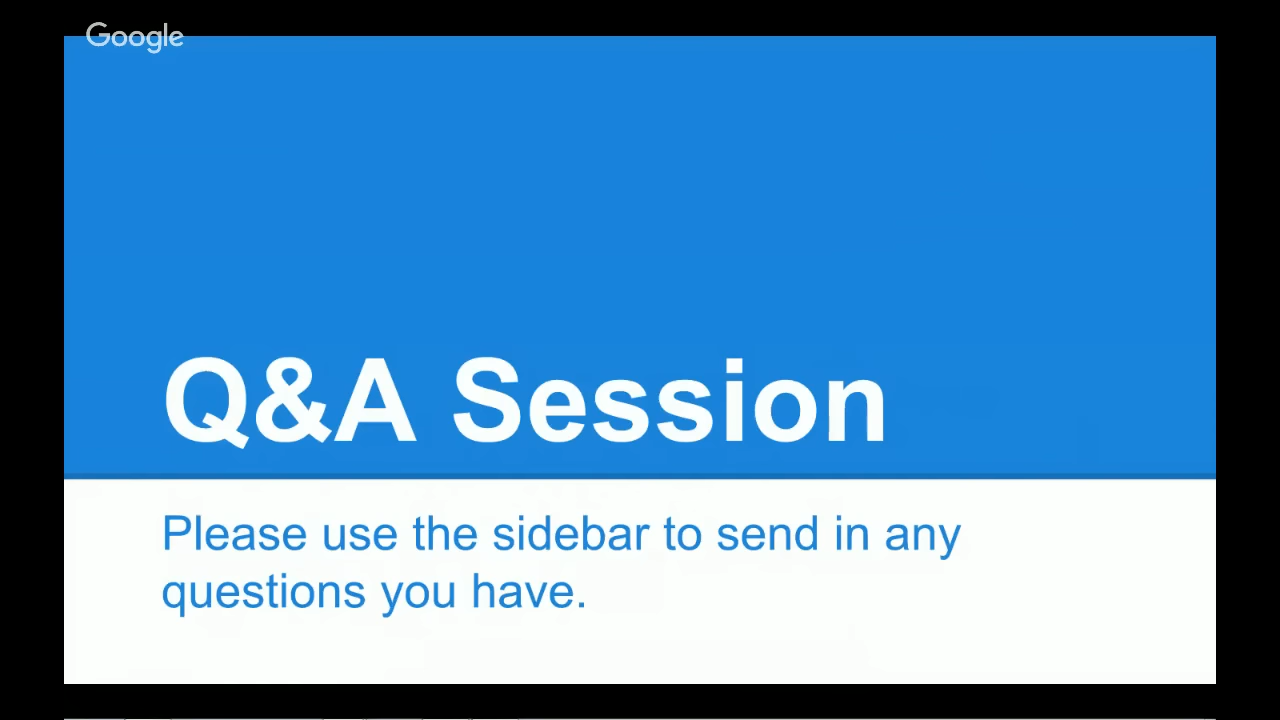 Google
Q&A Session
Please use the sidebar to send in any
questions you have.